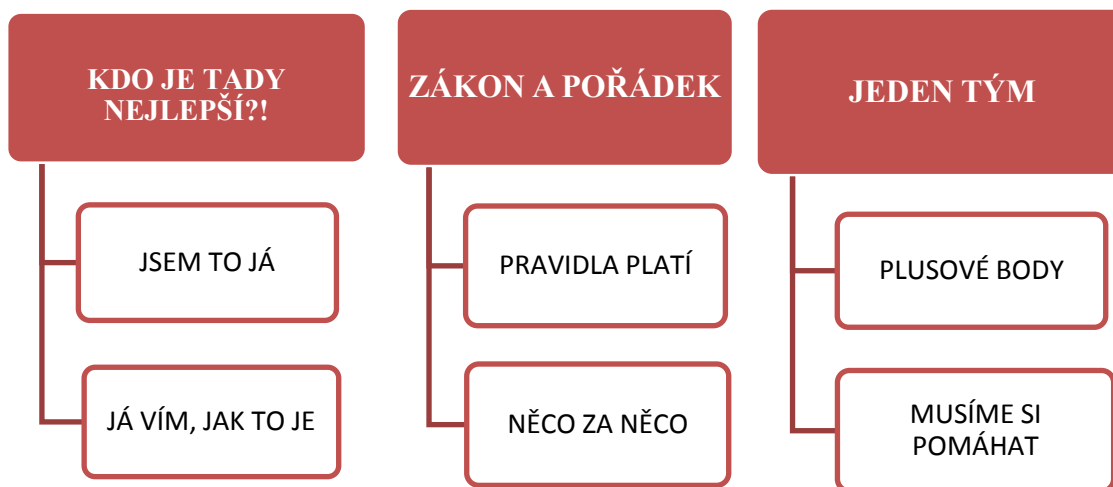 KDO JE TADY
NEJLEPŠÍ?!
JSEM TO JÁ
JÁ VÍM, JAK TO JE
ZÁKON A POŘÁDEK
PRAVIDLA PLATÍ
NĚCO ZA NĚCO
JEDEN TÝM
PLUSOVÉ BODY
MUSÍME SI
POMÁHAT